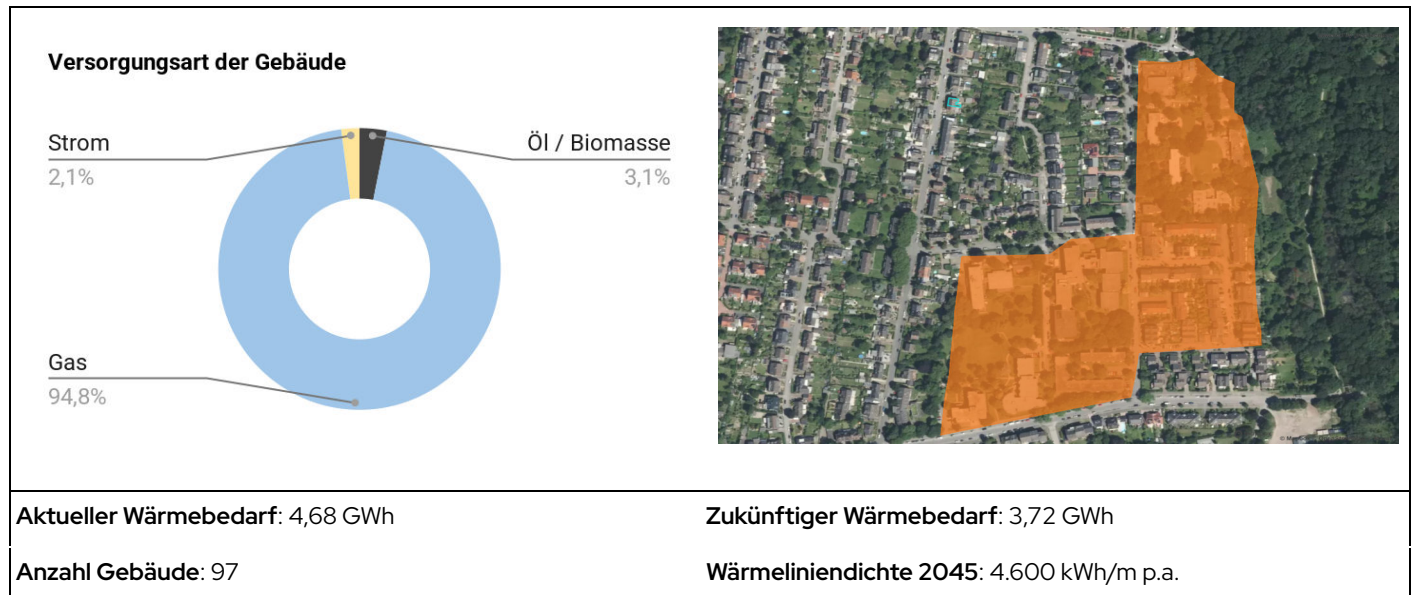 Versorgungsart der Gebäude
Strom
2,1%
Öl / Biomasse
3,1%
Gas
94,8%
Aktueller Wärmebedarf: 4,68 GWh
Zukünftiger Wärmebedarf: 3,72 GWh
Anzahl Gebäude: 97
Wärmeliniendichte 2045: 4.600 kWh/m p.a.